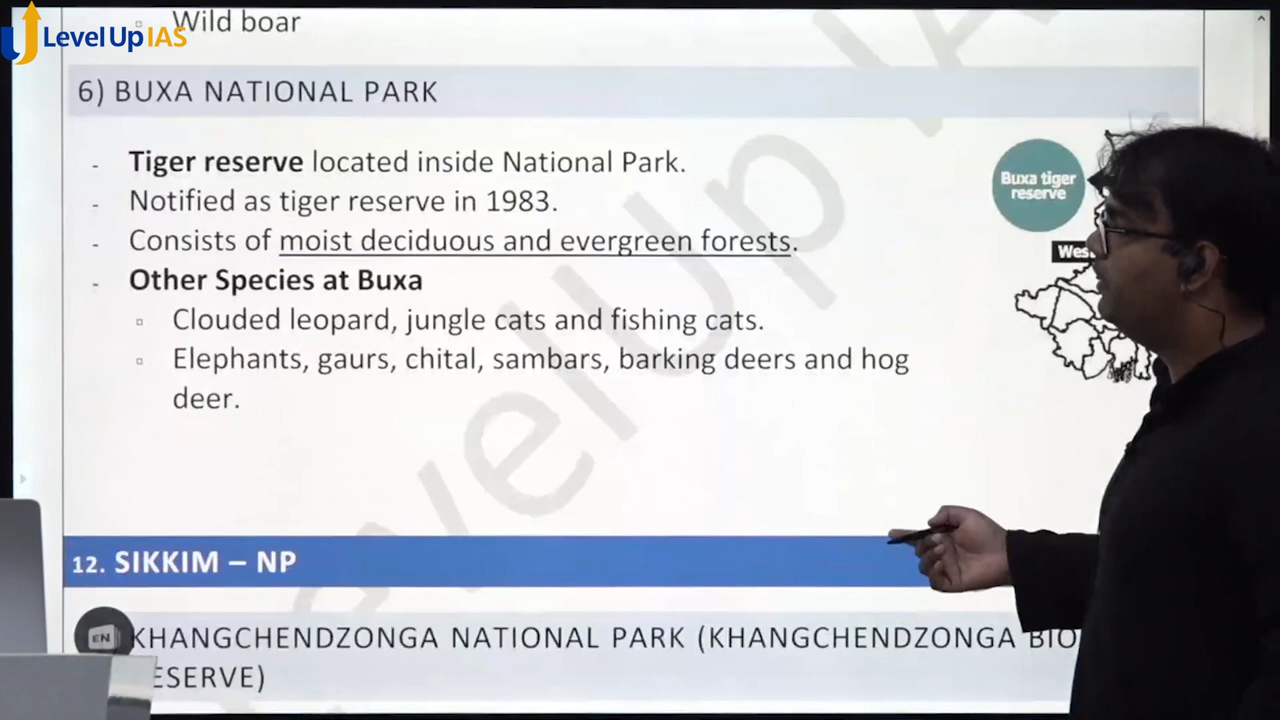 Wild boar
Level Up IAS
6) BUXA NATIONAL PARK
- Tiger reserve located inside National Park.
- Notified as tiger reserve in 1983.
- Consists of moist deciduous and evergreen forests.
- Other Species at Buxa
Clouded leopard, jungle cats and fishing cats.
Elephants, gaurs, chital, sambars, barking deers and hog
deer.
Buxa tiger
reserve
12. SIKKIM – NP
EN
KHANGCHENDZONGA NATIONAL PARK (KHANGCHENDZONGA BIO
ESERVE)
LevelUp IA